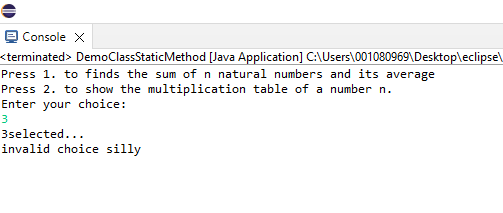 Console
<terminated> DemoClassStaticMethod [Java Application] C:\Users\001080969\Desktop\eclipse\
Press 1. to finds the sum of n natural numbers and its average
Press 2. to show the multiplication table of a number n.
Enter your choice:
3
3selected...
invalid choice silly